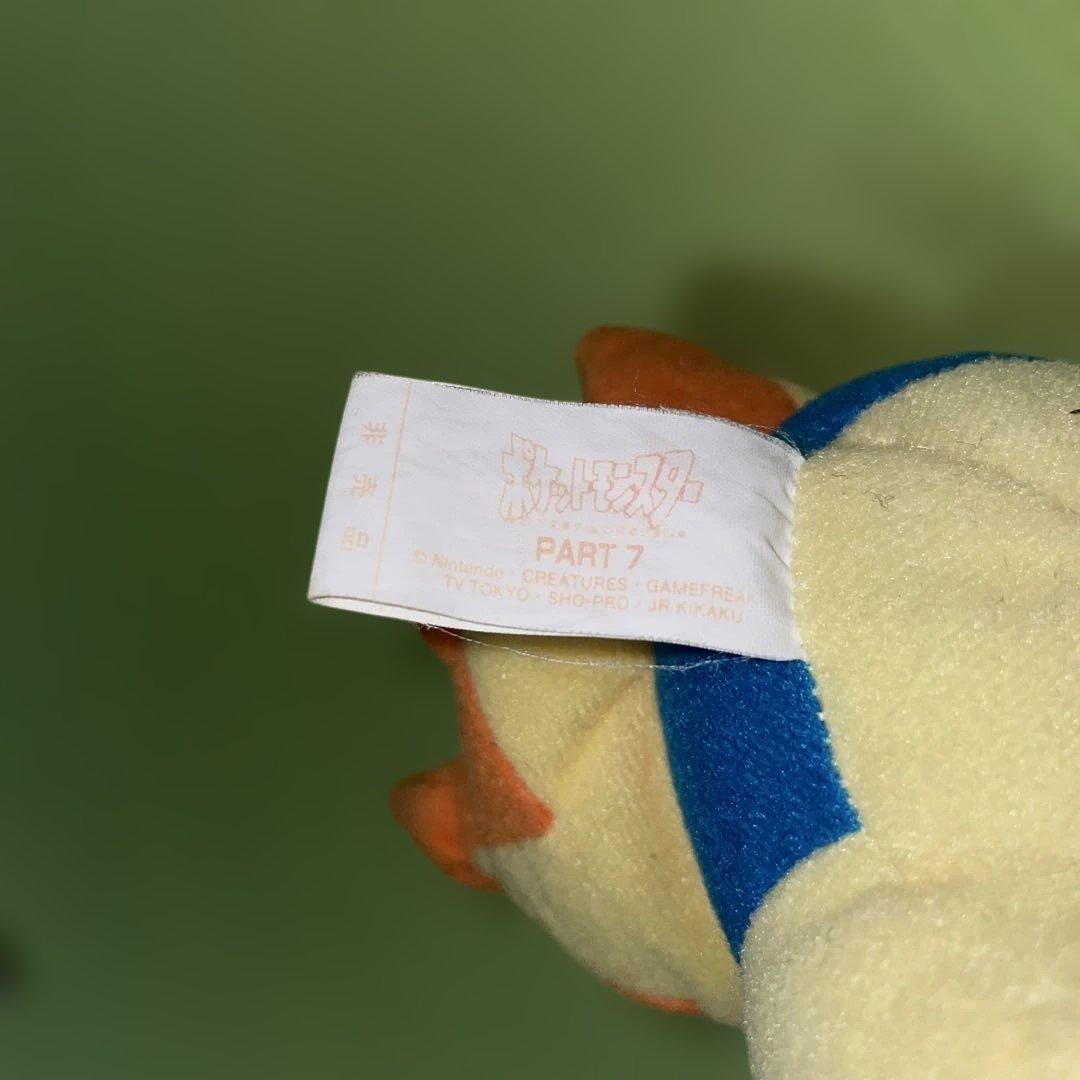 非売品
ポケットモンスター
PART 7
© Nintendo · CREATURES · GAMEFREAK
TV TOKYO · SHO-PRO · JR KIKAKU